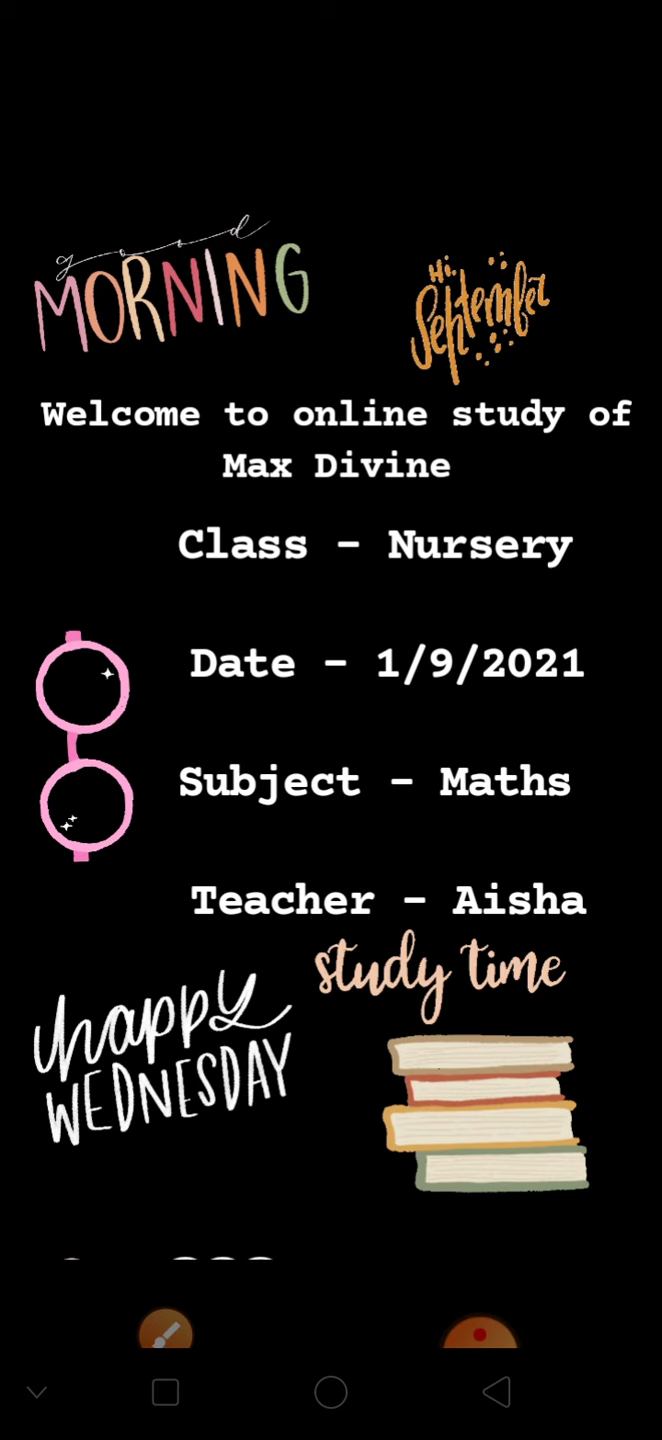 good
MORNING
Hi,
September
Welcome to online study of
Max Divine
Class - Nursery
Date - 1/9/2021
Subject - Maths
Teacher - Aisha
study time
happy
WEDNESDAY